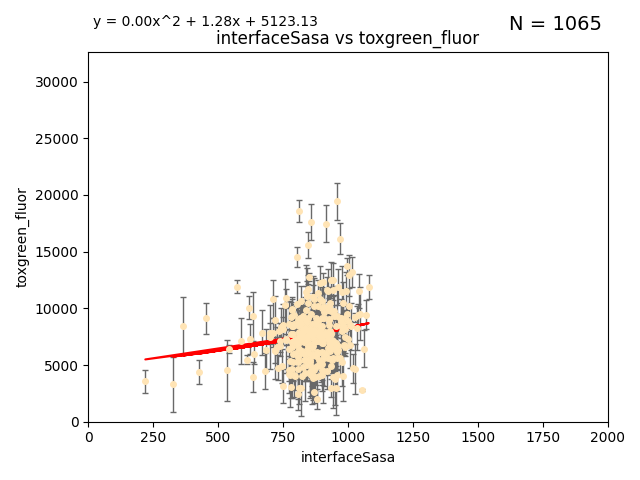 y = 0.00x^2 + 1.28x + 5123.13
N = 1065
interfaceSasa vs toxgreen_fluor
30000
25000
20000
15000
10000
5000
0
toxgreen_fluor
0 250 500 750 1000 1250 1500 1750 2000
interfaceSasa